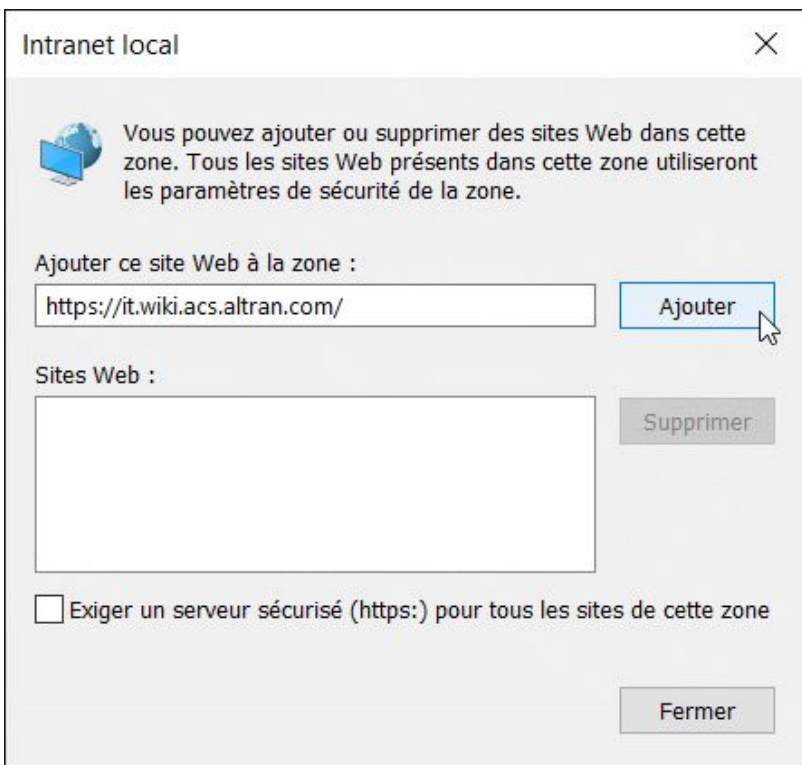 Intranet local
Vous pouvez ajouter ou supprimer des sites Web dans cette
zone. Tous les sites Web présents dans cette zone utiliseront
les paramètres de sécurité de la zone.
Ajouter ce site Web à la zone :
https://it.wiki.acs.altran.com/
Ajouter
Sites Web :
Supprimer
Exiger un serveur sécurisé (https:) pour tous les sites de cette zone
Fermer